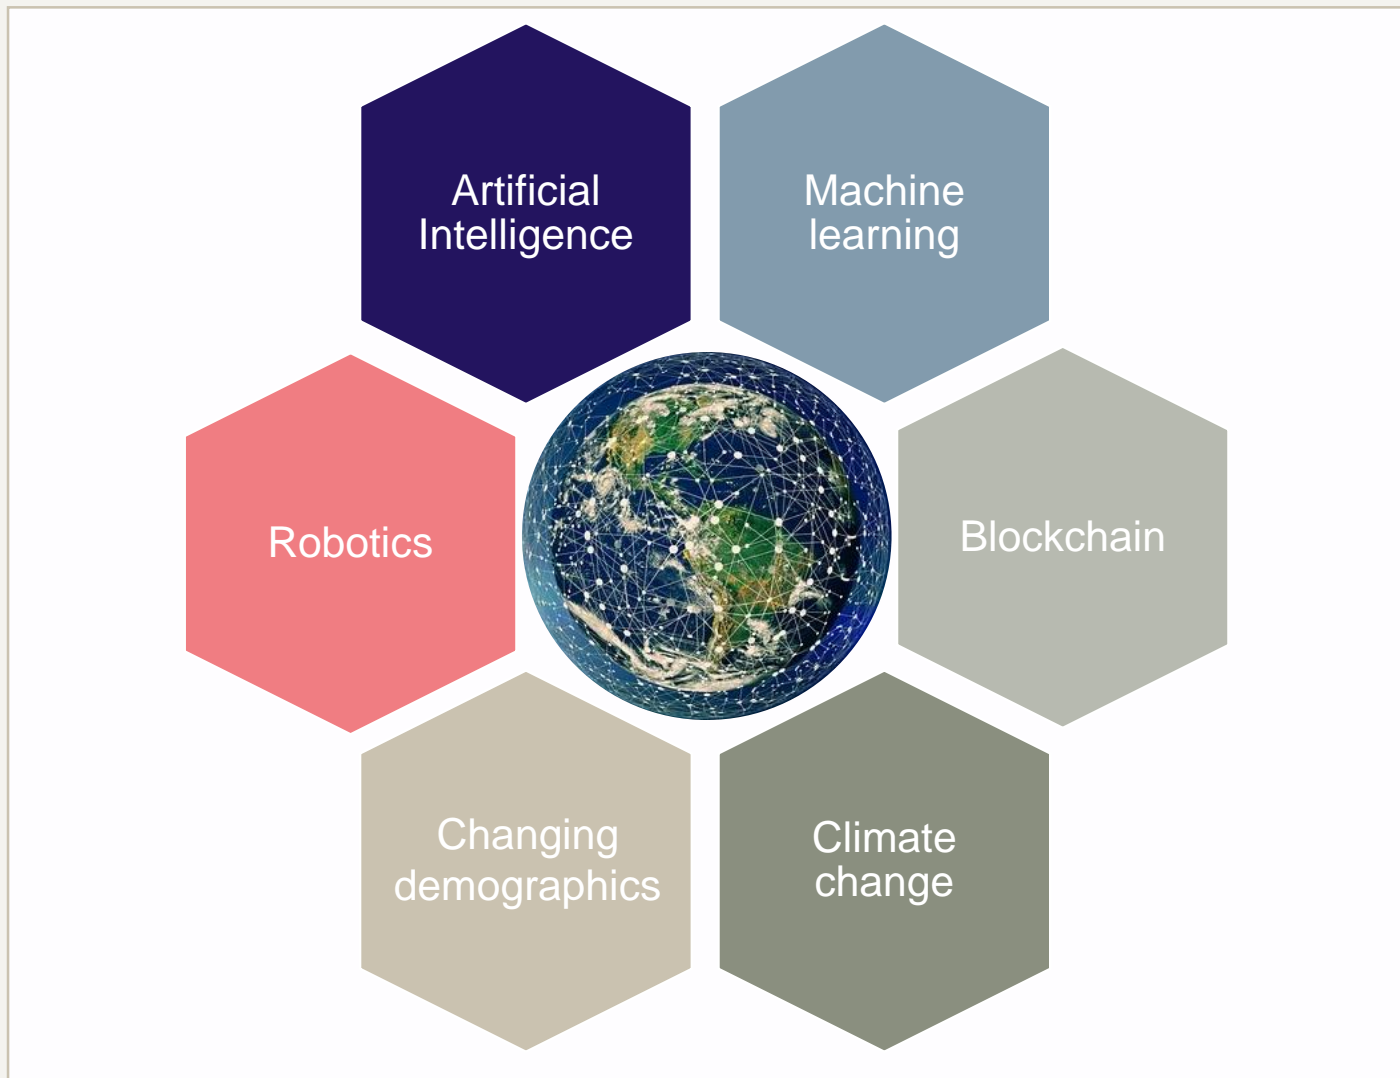 Artificial
Intelligence
Machine
learning
Robotics
Blockchain
Changing
demographics
Climate
change